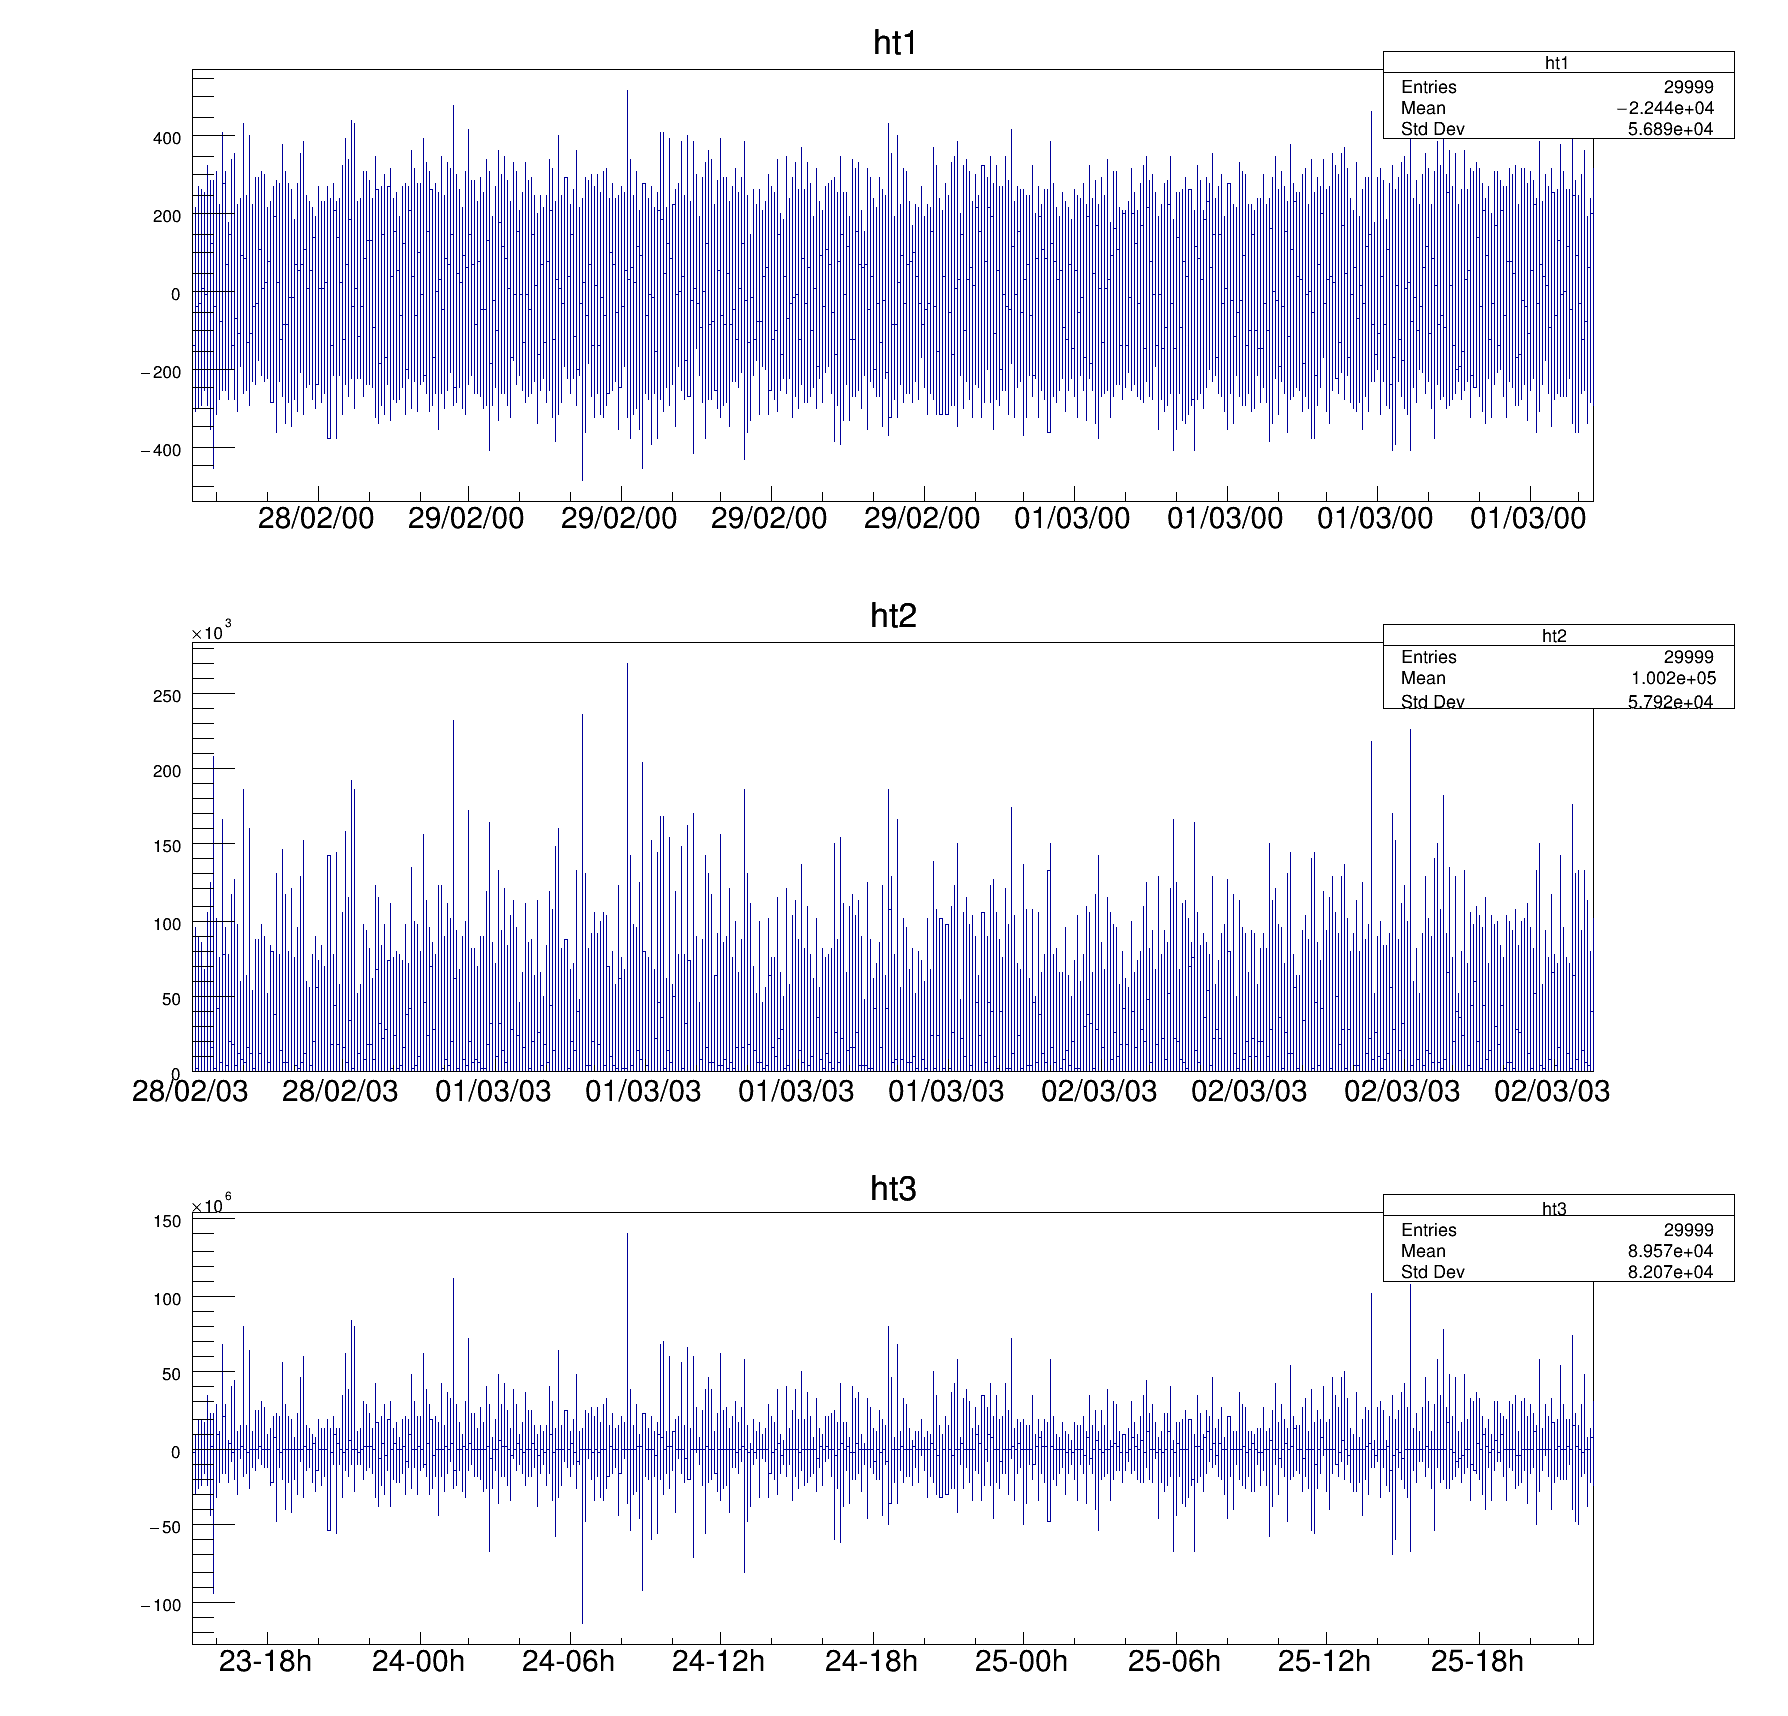 ht1
ht1
Entries 29999
Mean −2.244e+04
Std Dev 5.689e+04
400
200
0
−200
−400
28/02/00 29/02/00 29/02/00 29/02/00 29/02/00 01/03/00 01/03/00 01/03/00 01/03/00
ht2
×10³
ht2
Entries 29999
Mean 1.002e+05
Std Dev 5.792e+04
250
200
150
100
50
0
28/02/03 28/02/03 01/03/03 01/03/03 01/03/03 01/03/03 02/03/03 02/03/03 02/03/03 02/03/03
ht3
×10⁶
ht3
Entries 29999
Mean 8.957e+04
Std Dev 8.207e+04
150
100
50
0
−50
−100
23-18h 24-00h 24-06h 24-12h 24-18h 25-00h 25-06h 25-12h 25-18h